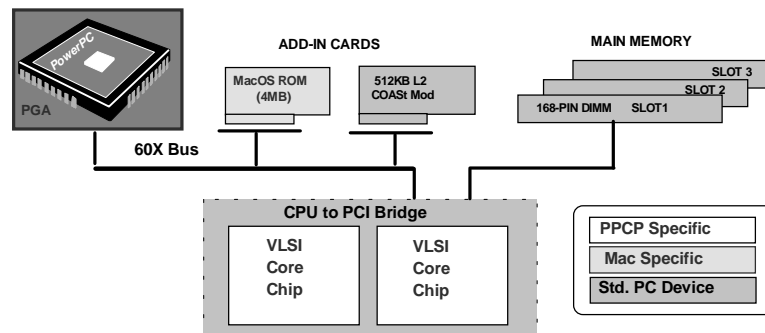 PowerPC
PGA
ADD-IN CARDS
MacOS ROM
(4MB)
512KB L2
COASt Mod
MAIN MEMORY
SLOT 3
SLOT 2
168-PIN DIMM SLOT1
60X Bus
CPU to PCI Bridge
VLSI
Core
Chip
VLSI
Core
Chip
PPCP Specific
Mac Specific
Std. PC Device